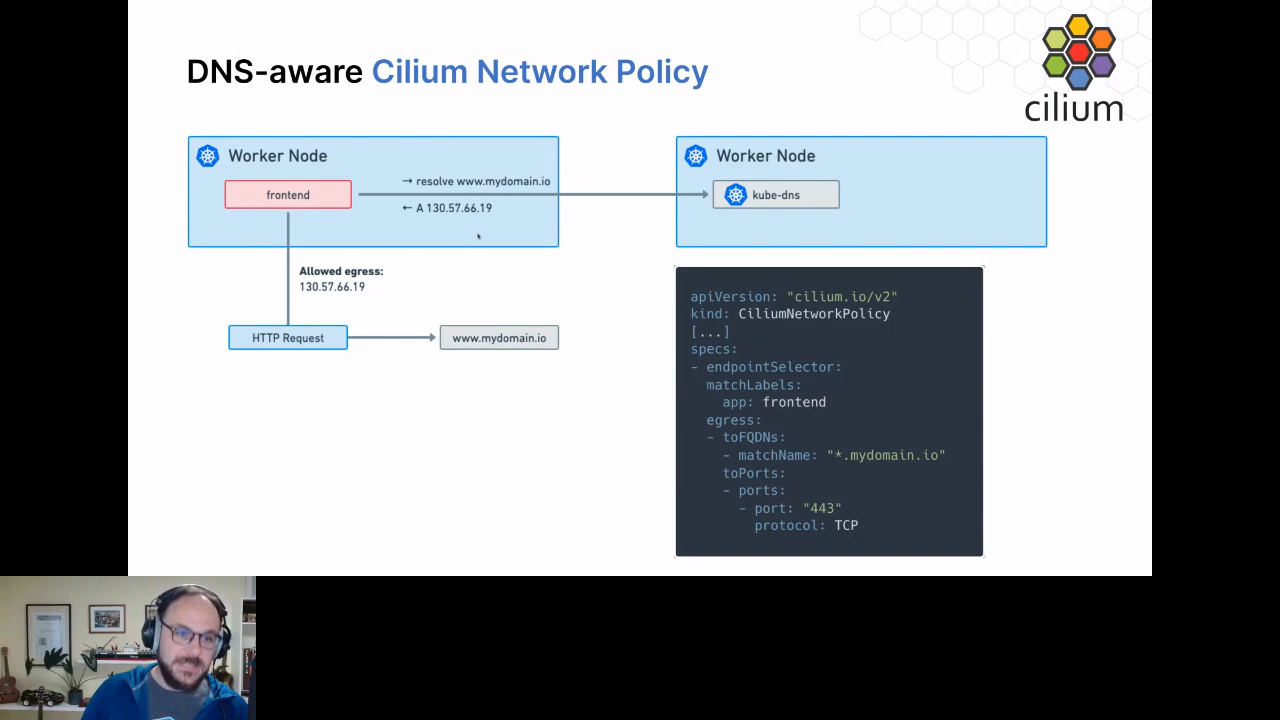 DNS-aware Cilium Network Policy
cilium
Worker Node
frontend
→ resolve www.mydomain.io
← A 130.57.66.19
Worker Node
kube-dns
Allowed egress:
130.57.66.19
HTTP Request
www.mydomain.io
apiVersion: "cilium.io/v2"
kind: CiliumNetworkPolicy
[...]
specs:
- endpointSelector:
  matchLabels:
    app: frontend
  egress:
  - toFQDNs:
    - matchName: "*.mydomain.io"
    toPorts:
    - ports:
      - port: "443"
        protocol: TCP